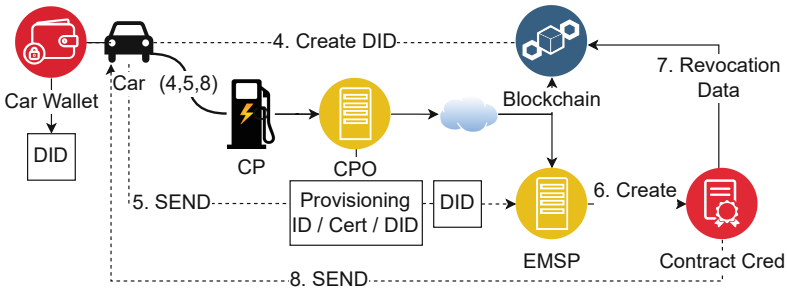 4. Create DID
7. Revocation
Data
Car
(4,5,8)
Car Wallet
Blockchain
DID
CP
CPO
5. SEND
Provisioning
ID / Cert / DID
DID
6. Create
EMSP
Contract Cred
8. SEND